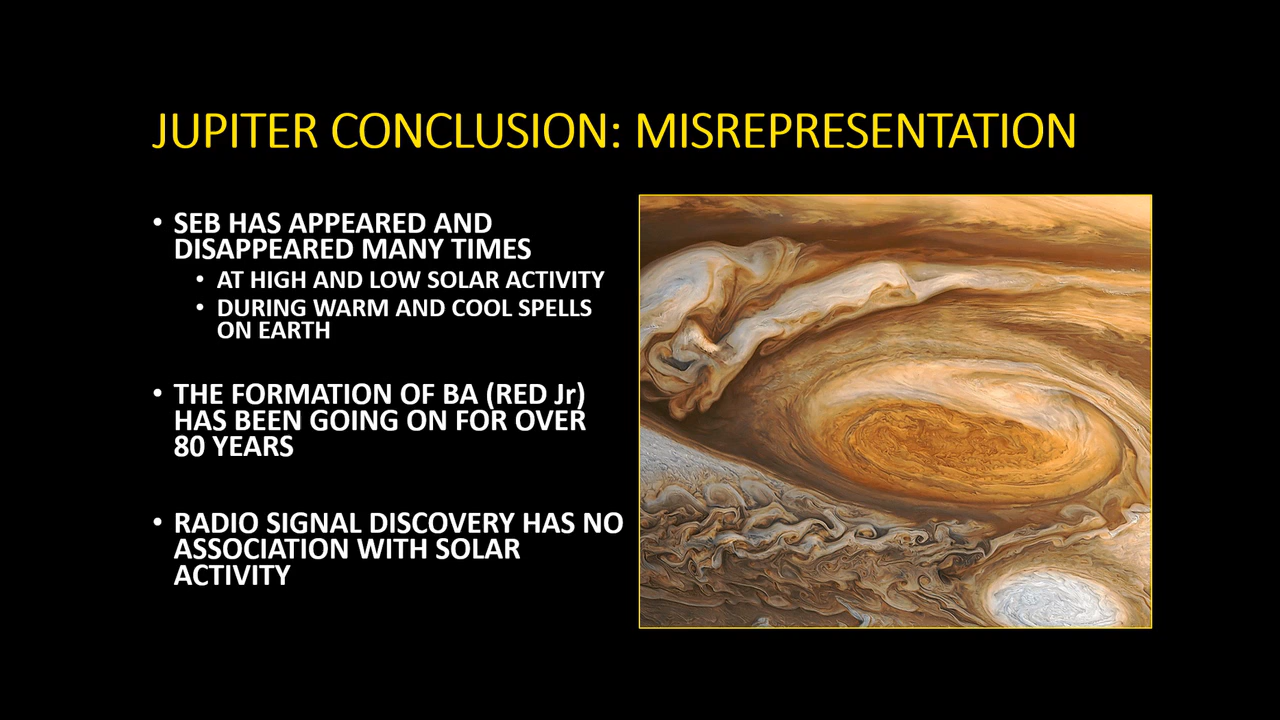 JUPITER CONCLUSION: MISREPRESENTATION
• SEB HAS APPEARED AND
DISAPPEARED MANY TIMES
• AT HIGH AND LOW SOLAR ACTIVITY
• DURING WARM AND COOL SPELLS
ON EARTH
• THE FORMATION OF BA (RED Jr)
HAS BEEN GOING ON FOR OVER
80 YEARS
• RADIO SIGNAL DISCOVERY HAS NO
ASSOCIATION WITH SOLAR
ACTIVITY